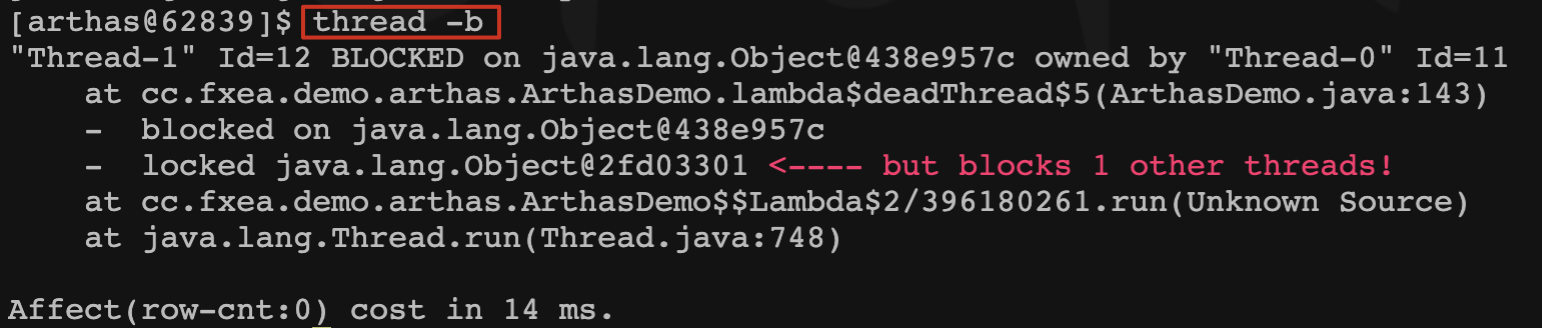 [arthas@62839]$ thread -b
"Thread-1" Id=12 BLOCKED on java.lang.Object@438e957c owned by "Thread-0" Id=11
    at cc.fxea.demo.arthas.ArthasDemo.lambda$deadThread$5(ArthasDemo.java:143)
    -  blocked on java.lang.Object@438e957c
    -  locked java.lang.Object@2fd03301 <---- but blocks 1 other threads!
    at cc.fxea.demo.arthas.ArthasDemo$$Lambda$2/396180261.run(Unknown Source)
    at java.lang.Thread.run(Thread.java:748)
Affect(row-cnt:0) cost in 14 ms.